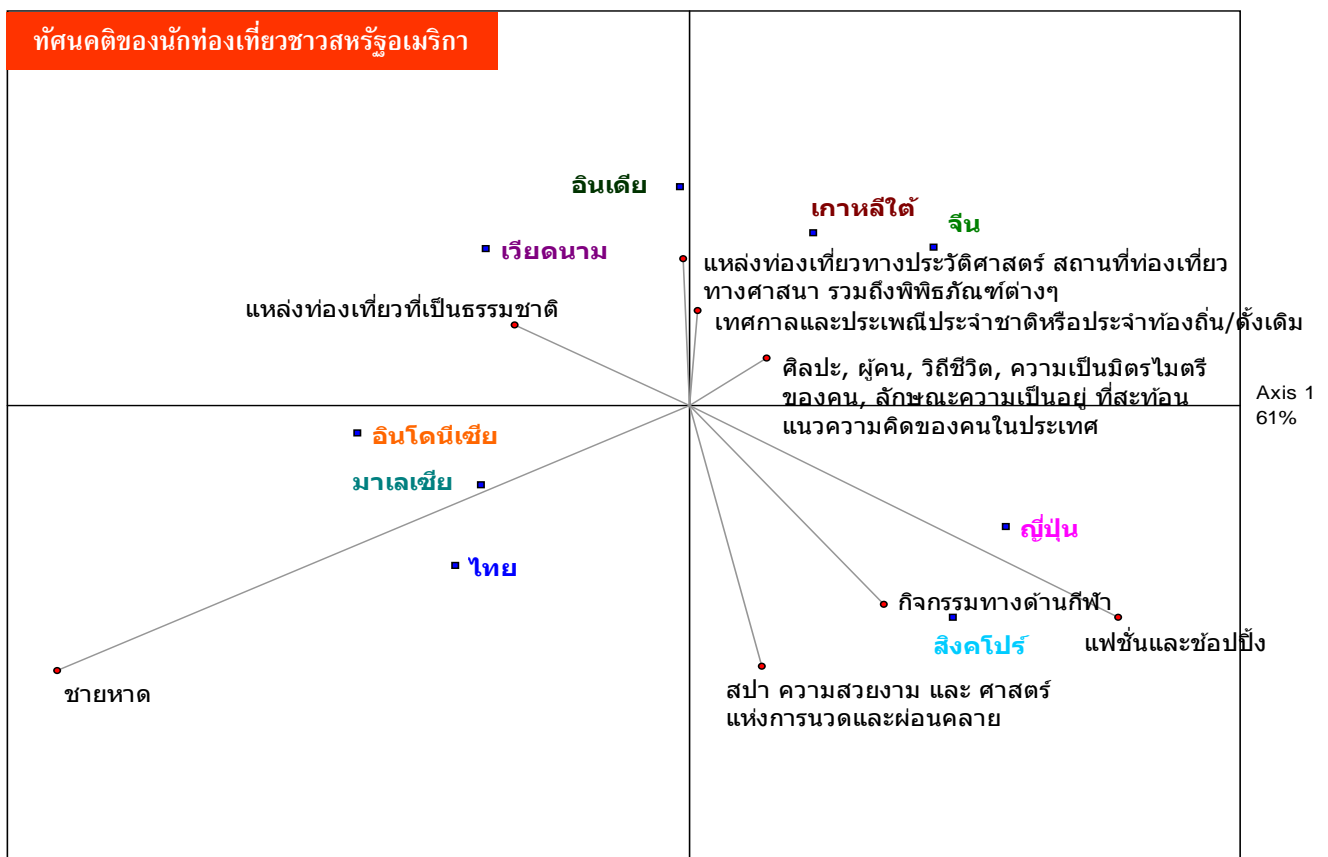 ทัศนคติของนักท่องเที่ยวชาวสหรัฐอเมริกา
อินเดีย
เกาหลีใต้
จีน
เวียดนาม
แหล่งท่องเที่ยวทางประวัติศาสตร์ สถานที่ท่องเที่ยว
ทางศาสนา รวมถึงพิพิธภัณฑ์ต่างๆ
แหล่งท่องเที่ยวที่เป็นธรรมชาติ
เทศกาลและประเพณีประจำชาติหรือประจำท้องถิ่น/ดั้งเดิม
ศิลปะ, ผู้คน, วิถีชีวิต, ความเป็นมิตรไมตรี
ของคน, ลักษณะความเป็นอยู่ ที่สะท้อน
แนวความคิดของคนในประเทศ
Axis 1
61%
อินโดนีเซีย
มาเลเซีย
ญี่ปุ่น
ไทย
กิจกรรมทางด้านกีฬา
สิงคโปร์
แฟชั่นและช้อปปิ้ง
ชายหาด
สปา ความสวยงาม และ ศาสตร์
แห่งการนวดและผ่อนคลาย